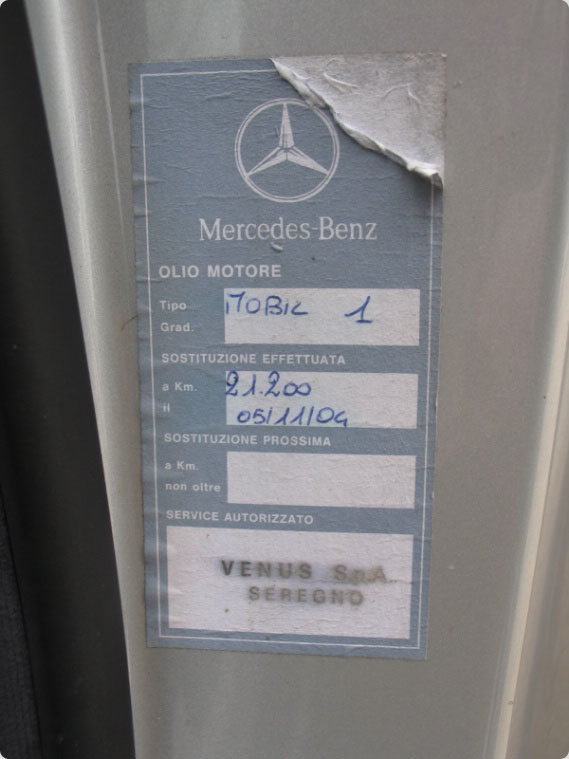 Mercedes-Benz
OLIO MOTORE
Tipo MOBIL 1
Grad.
SOSTITUZIONE EFFETTUATA
a Km. 21.200
il 05/11/04
SOSTITUZIONE PROSSIMA
a Km.
non oltre
SERVICE AUTORIZZATO
VENUS S.p.A.
SEREGNO